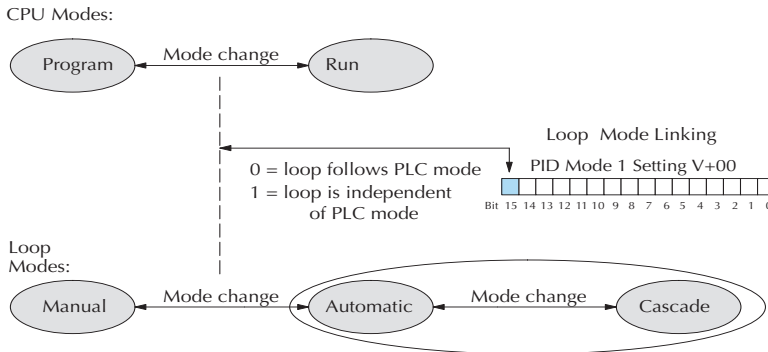 CPU Modes:
Program
Mode change
Run
Loop Mode Linking
0 = loop follows PLC mode
PID Mode 1 Setting V+00
1 = loop is independent
of PLC mode
Bit 15 14 13 12 11 10 9 8 7 6 5 4 3 2 1 0
Loop
Modes:
Manual
Mode change
Automatic
Mode change
Cascade